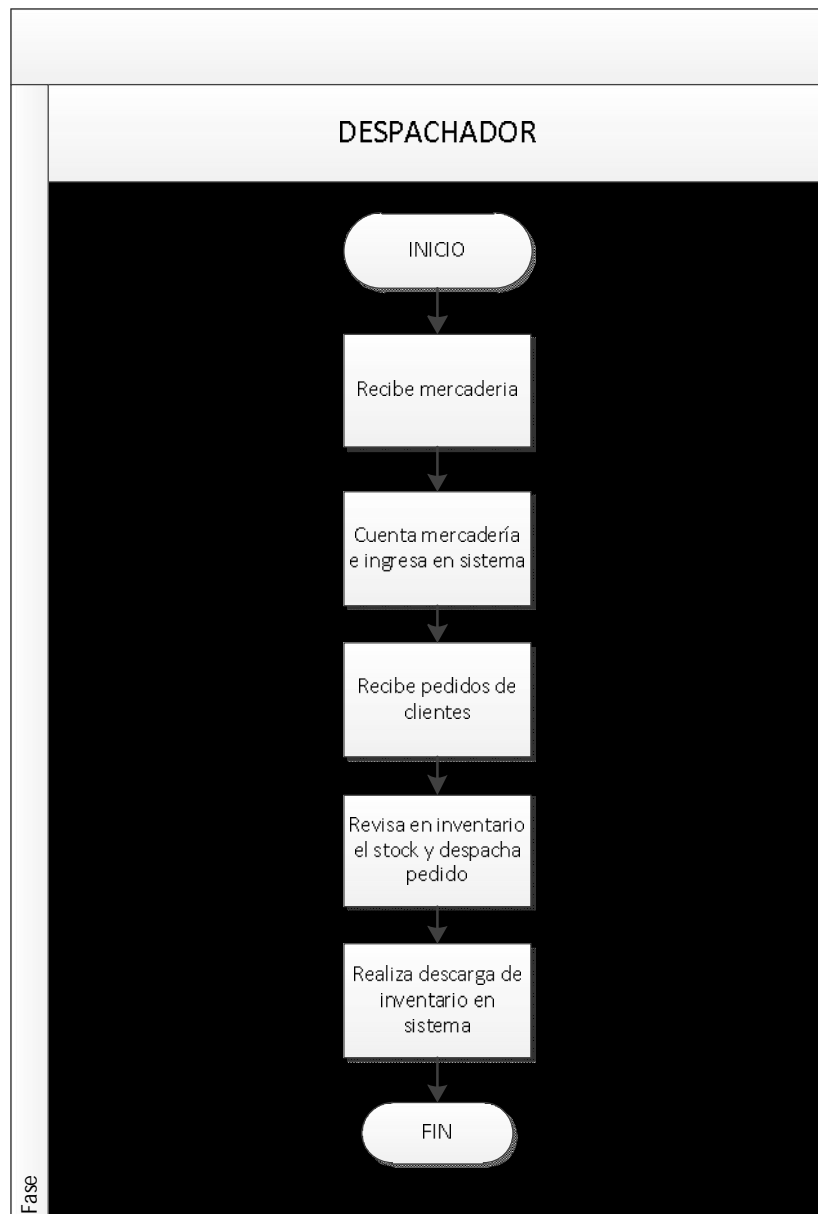 DESPACHADOR
INICIO
Recibe mercaderia
Cuenta mercadería
e ingresa en sistema
Recibe pedidos de
clientes
Revisa en inventario
el stock y despacha
pedido
Realiza descarga de
inventario en
sistema
FIN
Fase